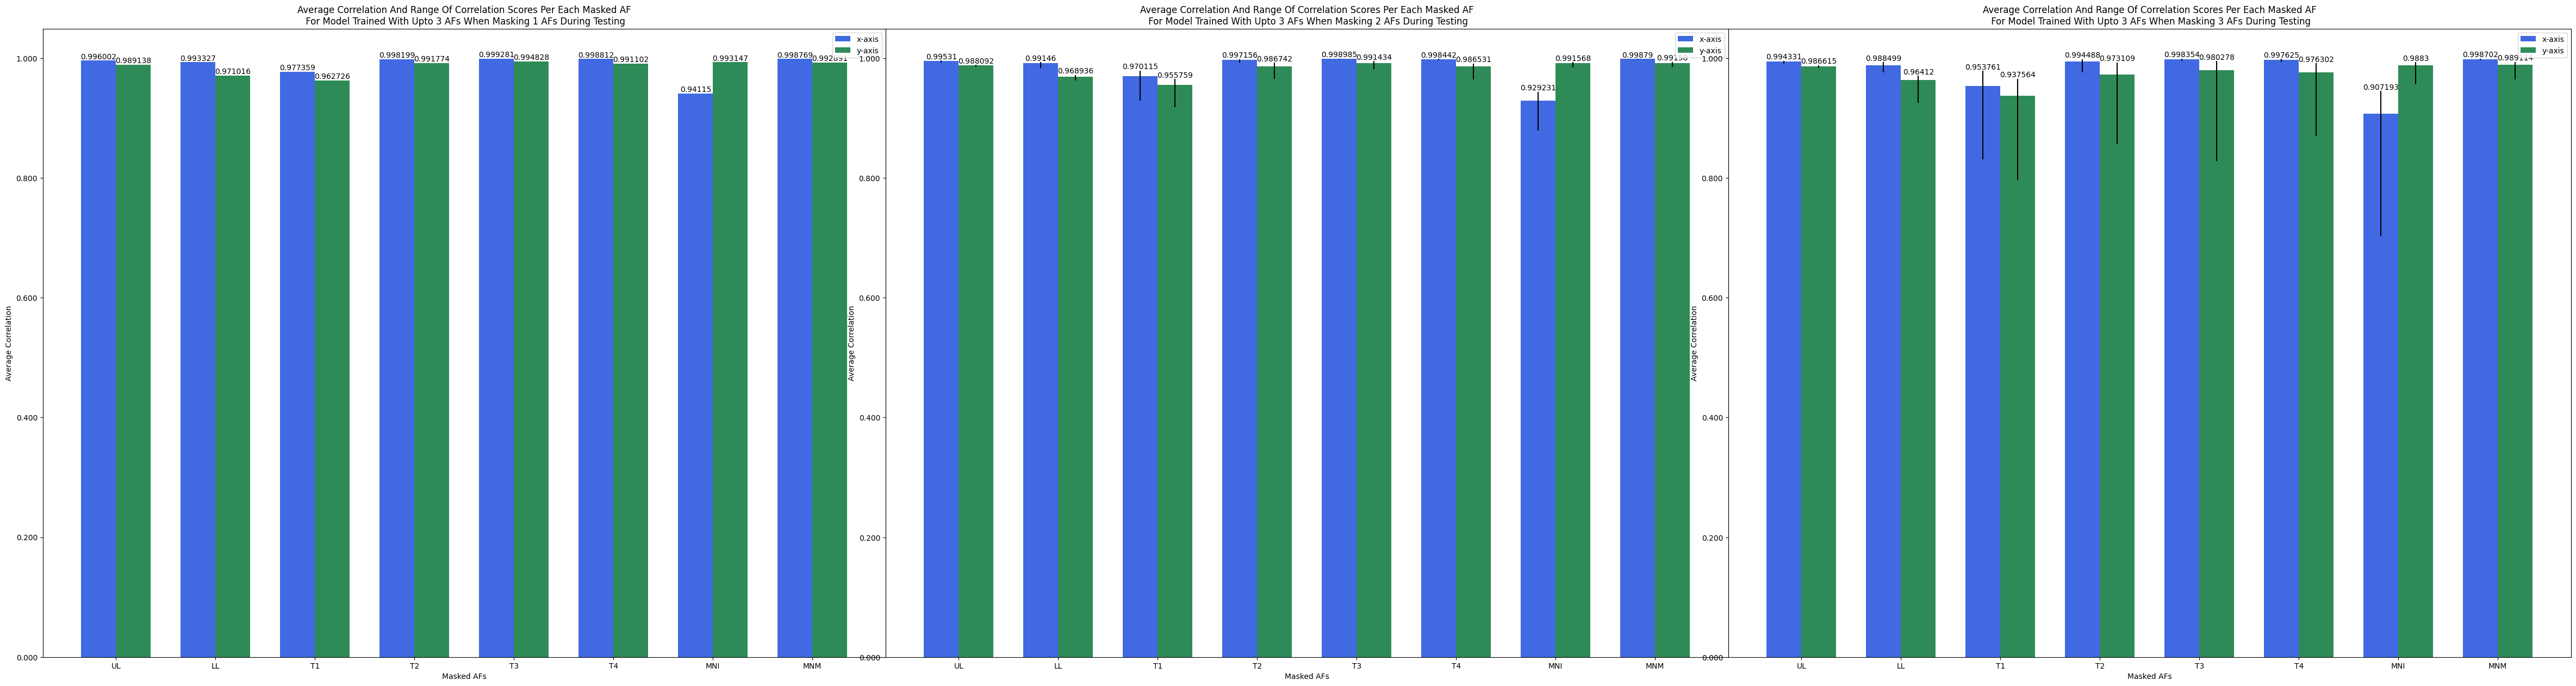 Average Correlation And Range Of Correlation Scores Per Each Masked AF
For Model Trained With Upto 3 AFs When Masking 1 AFs During Testing
x-axis
y-axis
0.996002 0.989138 0.993327 0.971016 0.977359 0.962726 0.998199 0.991774 0.999281 0.994828 0.998812 0.991102 0.94115 0.993147 0.998769
1.000
0.800
0.600
0.400
0.200
0.000
Average Correlation
UL LL T1 T2 T3 T4 MNI MNM
Masked AFs
Average Correlation And Range Of Correlation Scores Per Each Masked AF
For Model Trained With Upto 3 AFs When Masking 2 AFs During Testing
x-axis
y-axis
0.99531 0.988092 0.99146 0.968936 0.970115 0.955759 0.997156 0.986742 0.998985 0.991434 0.998442 0.986531 0.929231 0.991568 0.99879
1.000
0.800
0.600
0.400
0.200
0.000
Average Correlation
UL LL T1 T2 T3 T4 MNI MNM
Masked AFs
Average Correlation And Range Of Correlation Scores Per Each Masked AF
For Model Trained With Upto 3 AFs When Masking 3 AFs During Testing
x-axis
y-axis
0.994331 0.986615 0.988499 0.96412 0.953761 0.937564 0.994488 0.973109 0.998354 0.980278 0.997625 0.976302 0.907193 0.9883 0.998702
1.000
0.800
0.600
0.400
0.200
0.000
Average Correlation
UL LL T1 T2 T3 T4 MNI MNM
Masked AFs